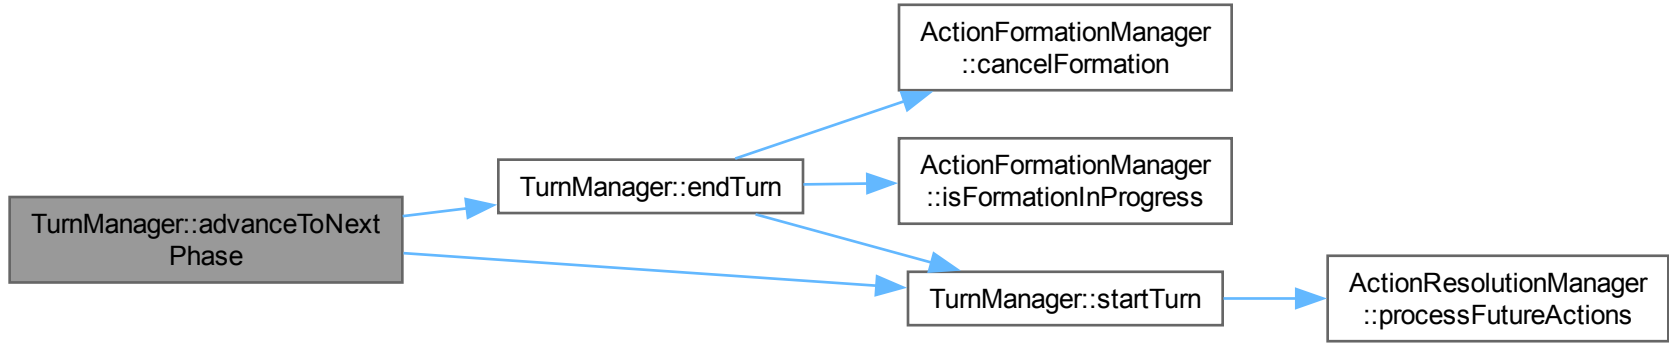 TurnManager::advanceToNext
Phase
TurnManager::endTurn
ActionFormationManager
::cancelFormation
ActionFormationManager
::isFormationInProgress
TurnManager::startTurn
ActionResolutionManager
::processFutureActions